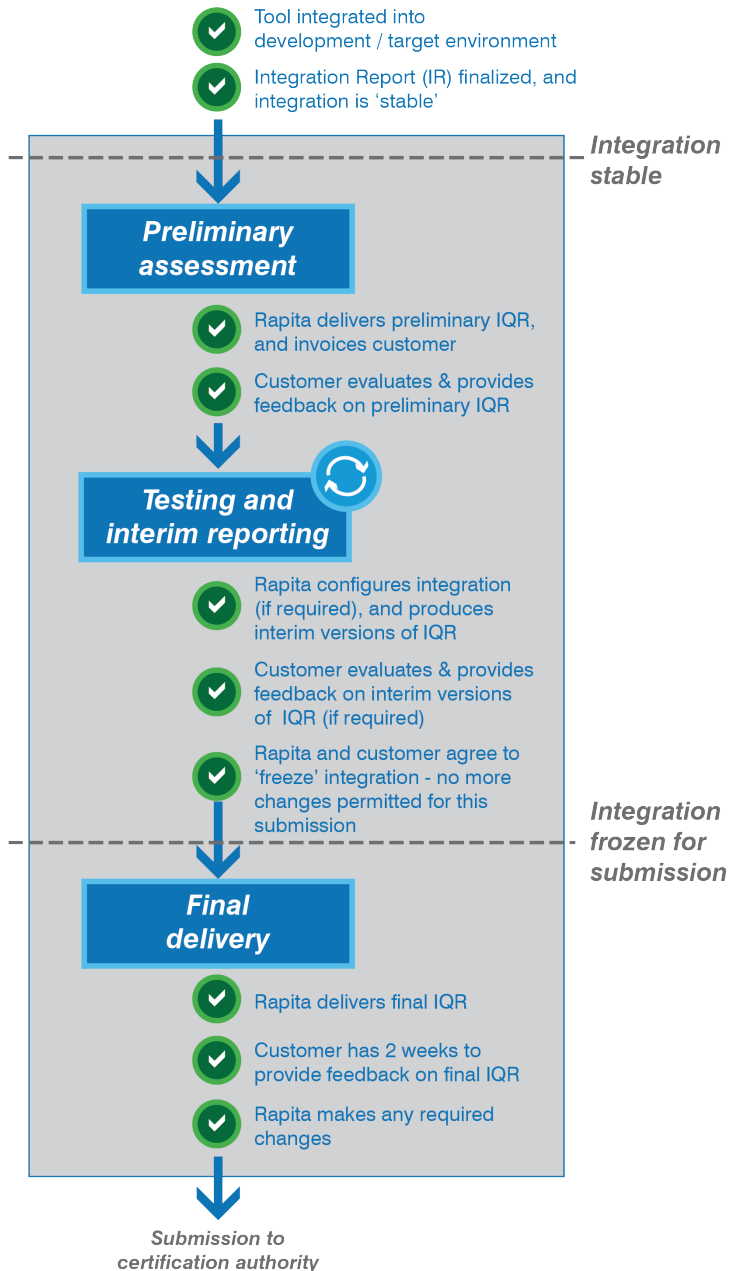 Tool integrated into
development / target environment
Integration Report (IR) finalized, and
integration is ‘stable’
Integration
stable
Preliminary
assessment
Rapita delivers preliminary IQR,
and invoices customer
Customer evaluates & provides
feedback on preliminary IQR
Testing and
interim reporting
Rapita configures integration
(if required), and produces
interim versions of IQR
Customer evaluates & provides
feedback on interim versions
of  IQR (if required)
Rapita and customer agree to
‘freeze’ integration - no more
changes permitted for this
submission
Integration
frozen for
submission
Final
delivery
Rapita delivers final IQR
Customer has 2 weeks to
provide feedback on final IQR
Rapita makes any required
changes
Submission to
certification authority